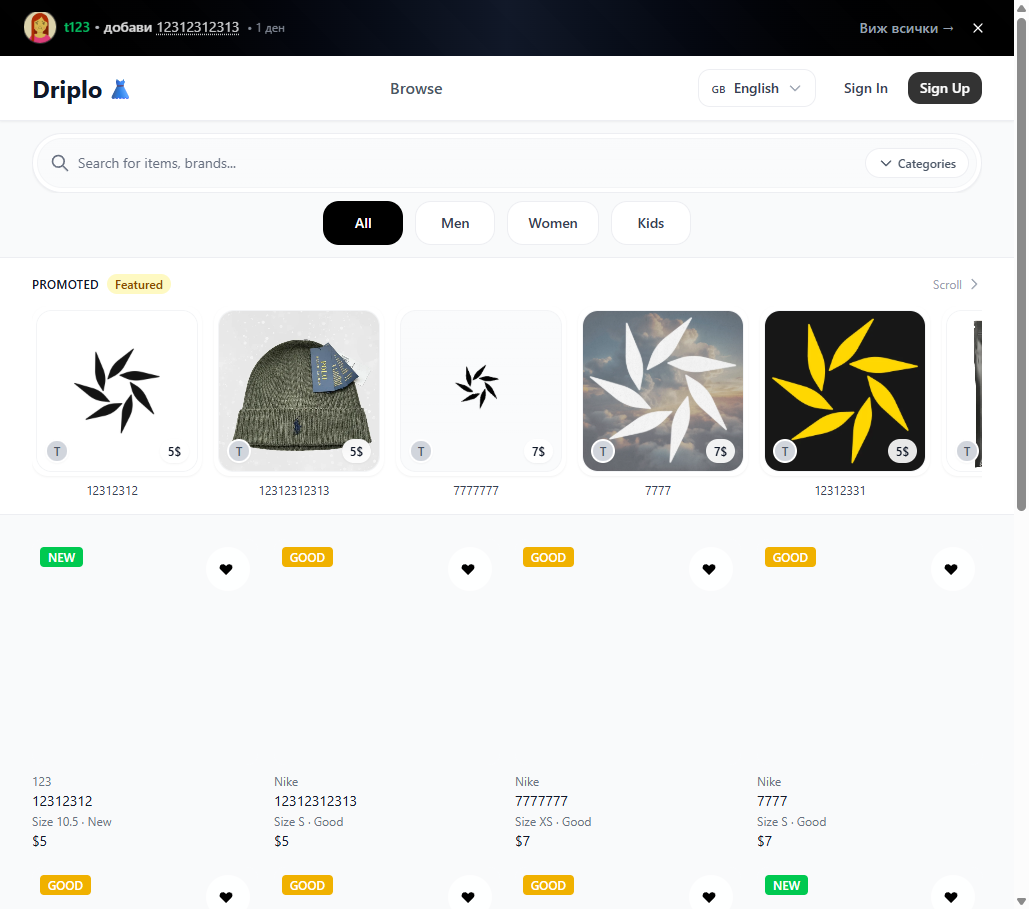 t123 • добави 12312312313 • 1 ден
Виж всички →
Driplo
Browse
GB English
Sign In
Sign Up
Search for items, brands...
Categories
All
Men
Women
Kids
PROMOTED
Featured
Scroll
T
5$
T
5$
T
7$
T
7$
T
5$
T
12312312
12312312313
7777777
7777
12312331
NEW
GOOD
GOOD
GOOD
123
12312312
Size 10.5 · New
$5
Nike
12312312313
Size S · Good
$5
Nike
7777777
Size XS · Good
$7
Nike
7777
Size S · Good
$7
GOOD
GOOD
GOOD
NEW